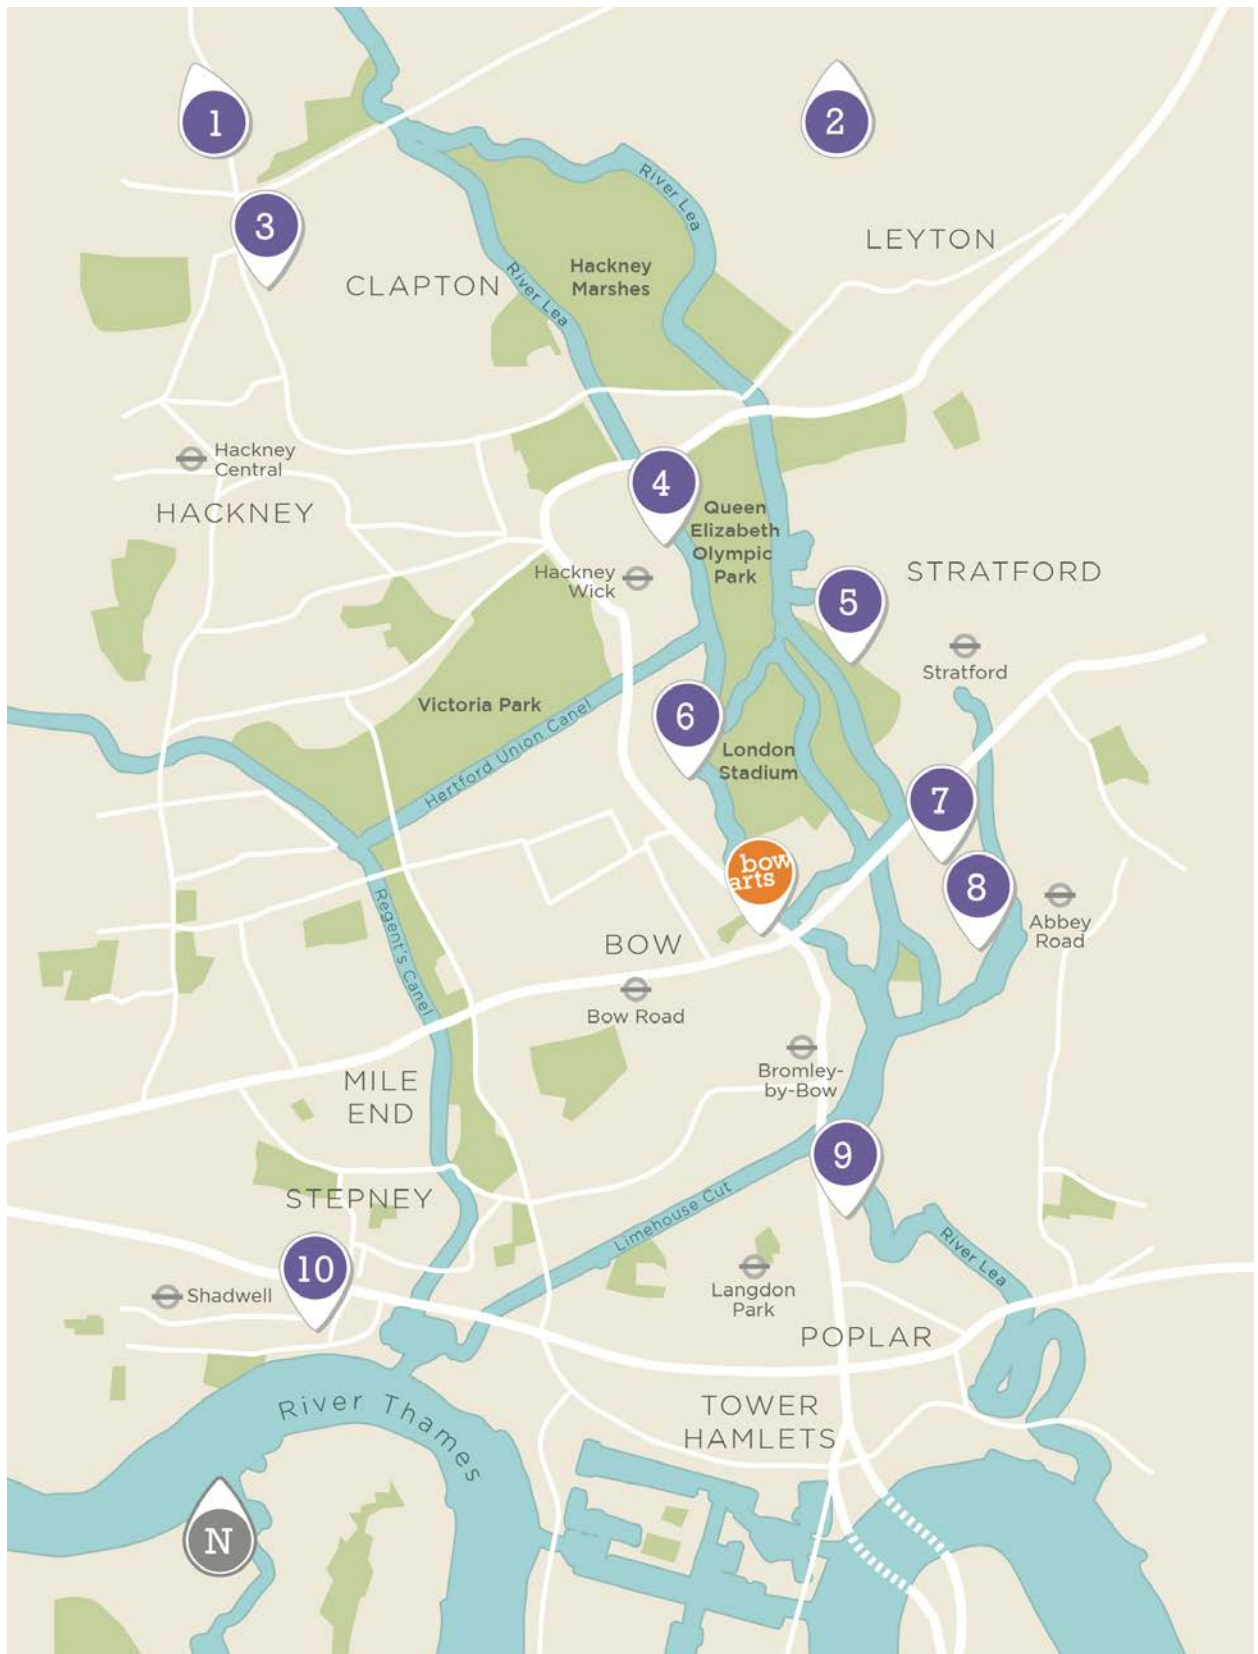 1
2
River Lea
3
LEYTON
Hackney
Marshes
CLAPTON
River Lea
Hackney
Central
4
HACKNEY
Queen
Elizabeth
Olympic
Park
Hackney
Wick
STRATFORD
5
Stratford
Victoria Park
Hertford Union Canel
6
London
Stadium
7
bow
arts
8
Regent's Canel
Abbey
Road
BOW
Bow Road
Bromley-
by-Bow
MILE
END
9
STEPNEY
Limehouse Cut
River Lea
10
Shadwell
Langdon
Park
POPLAR
River Thames
TOWER
HAMLETS
N